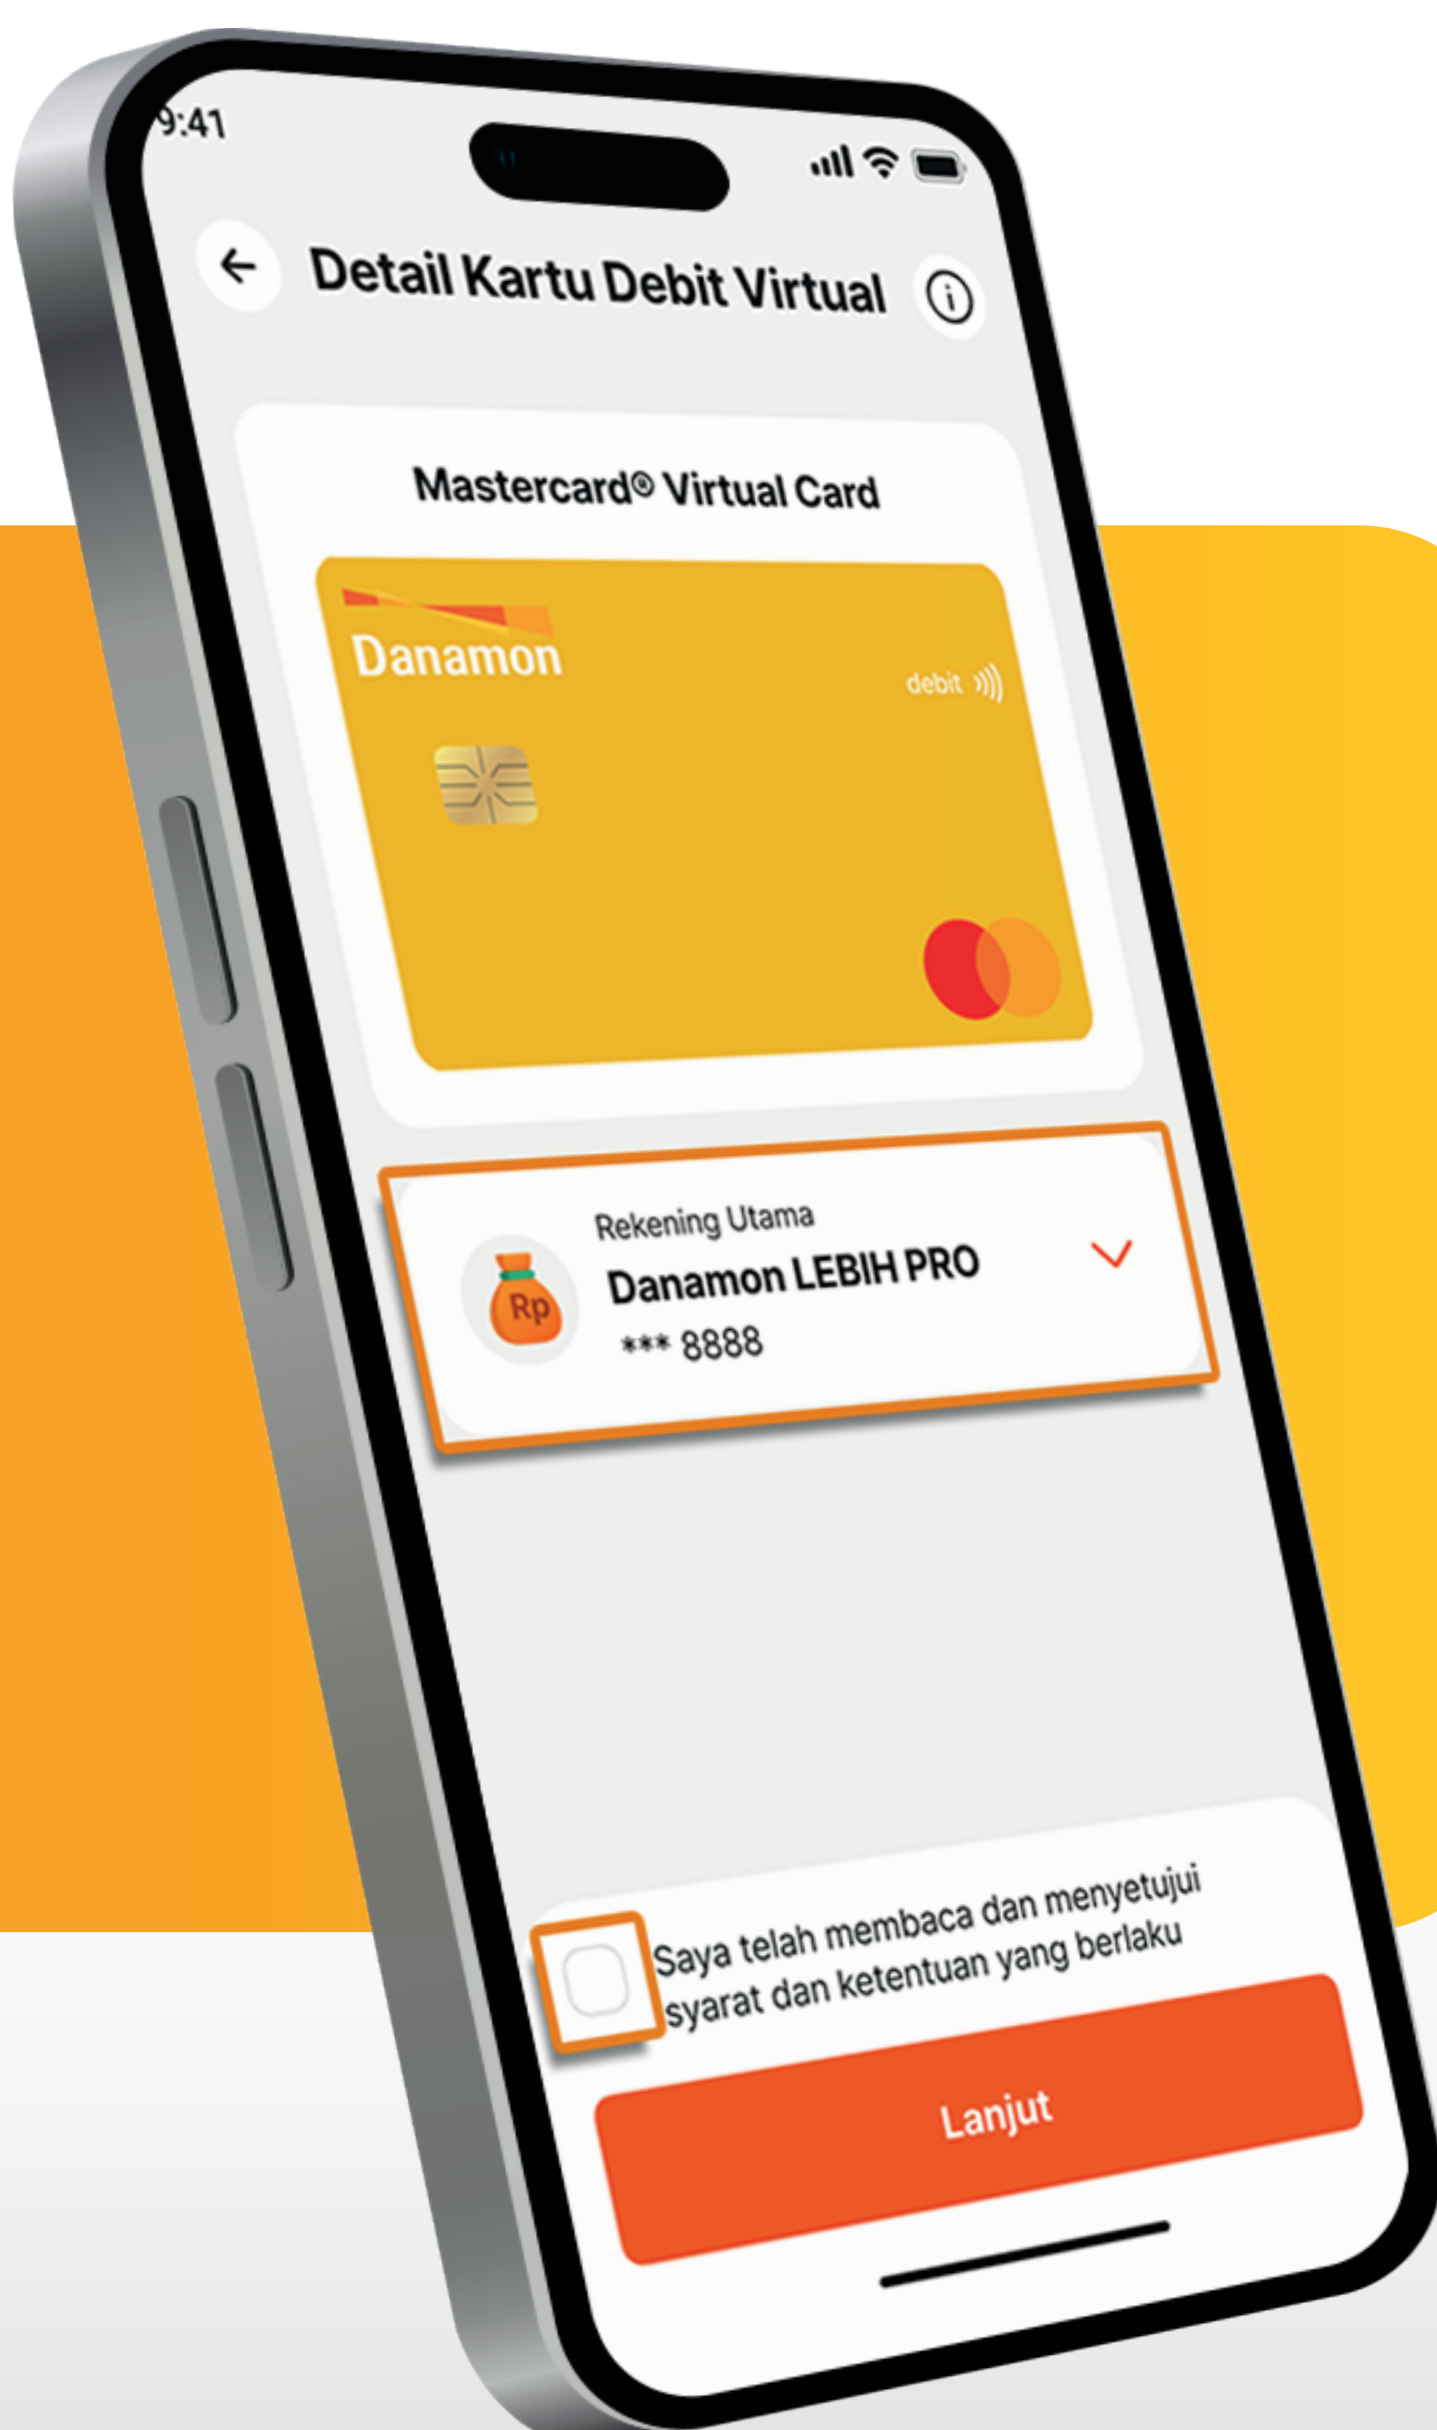 9:41
Detail Kartu Debit Virtual
Mastercard® Virtual Card
Danamon
debit
Rekening Utama
Rp
Danamon LEBIH PRO
*** 8888
Saya telah membaca dan menyetujui
syarat dan ketentuan yang berlaku
Lanjut